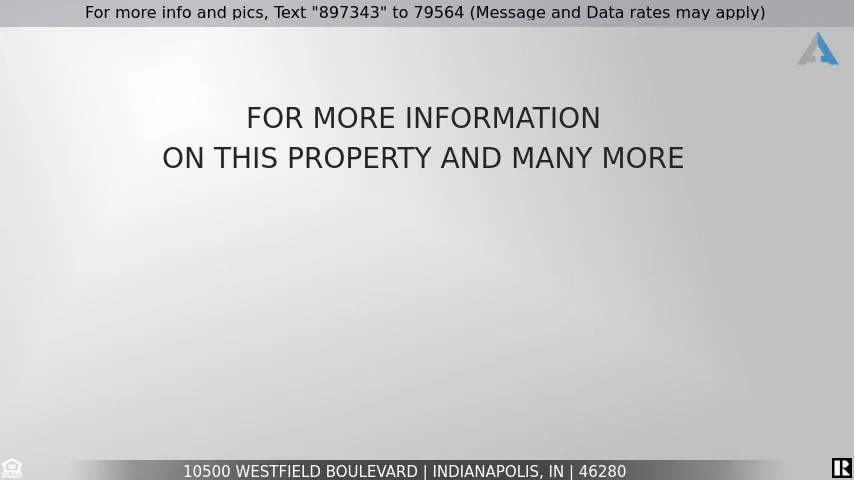 For more info and pics, Text "897343" to 79564 (Message and Data rates may apply)
FOR MORE INFORMATION
ON THIS PROPERTY AND MANY MORE
10500 WESTFIELD BOULEVARD | INDIANAPOLIS, IN | 46280